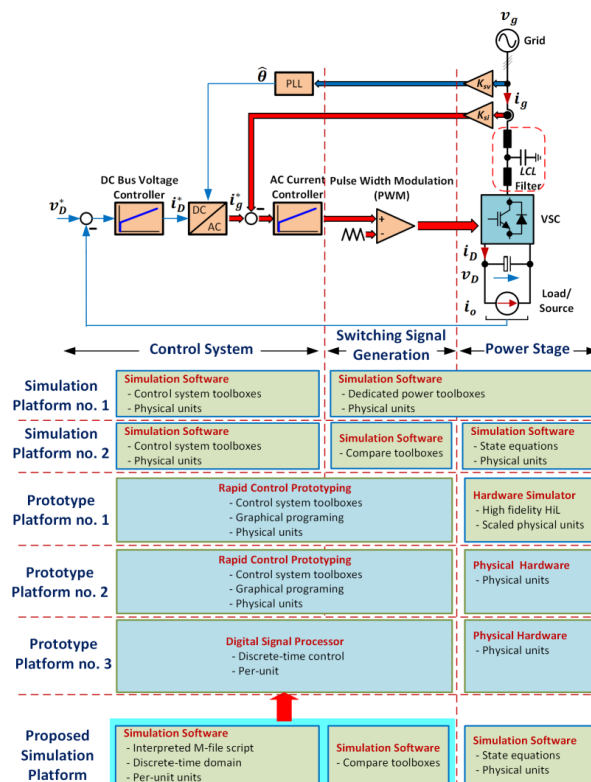 v_g
Grid
θ̂
PLL
K_sv
i_g
K_si
LCL
Filter
DC Bus Voltage
Controller
AC Current
Controller
Pulse Width Modulation
(PWM)
v_D^*
i_D^*
DC
AC
i_g^*
+
-
VSC
i_D
v_D
i_o
Load/
Source
Control System
Switching Signal
Generation
Power Stage
Simulation
Platform no. 1
Simulation Software
- Control system toolboxes
- Physical units
Simulation Software
- Dedicated power toolboxes
- Physical units
Simulation
Platform no. 2
Simulation Software
- Control system toolboxes
- Physical units
Simulation Software
- Compare toolboxes
Simulation Software
- State equations
- Physical units
Prototype
Platform no. 1
Rapid Control Prototyping
- Control system toolboxes
- Graphical programing
- Physical units
Hardware Simulator
- High fidelity HiL
- Scaled physical units
Prototype
Platform no. 2
Rapid Control Prototyping
- Control system toolboxes
- Graphical programing
- Physical units
Physical Hardware
- Physical units
Prototype
Platform no. 3
Digital Signal Processor
- Discrete-time control
- Per-unit
Physical Hardware
- Physical units
Proposed
Simulation
Platform
Simulation Software
- Interpreted M-file script
- Discrete-time domain
- Per-unit units
Simulation Software
- Compare toolboxes
Simulation Software
- State equations
- Physical units